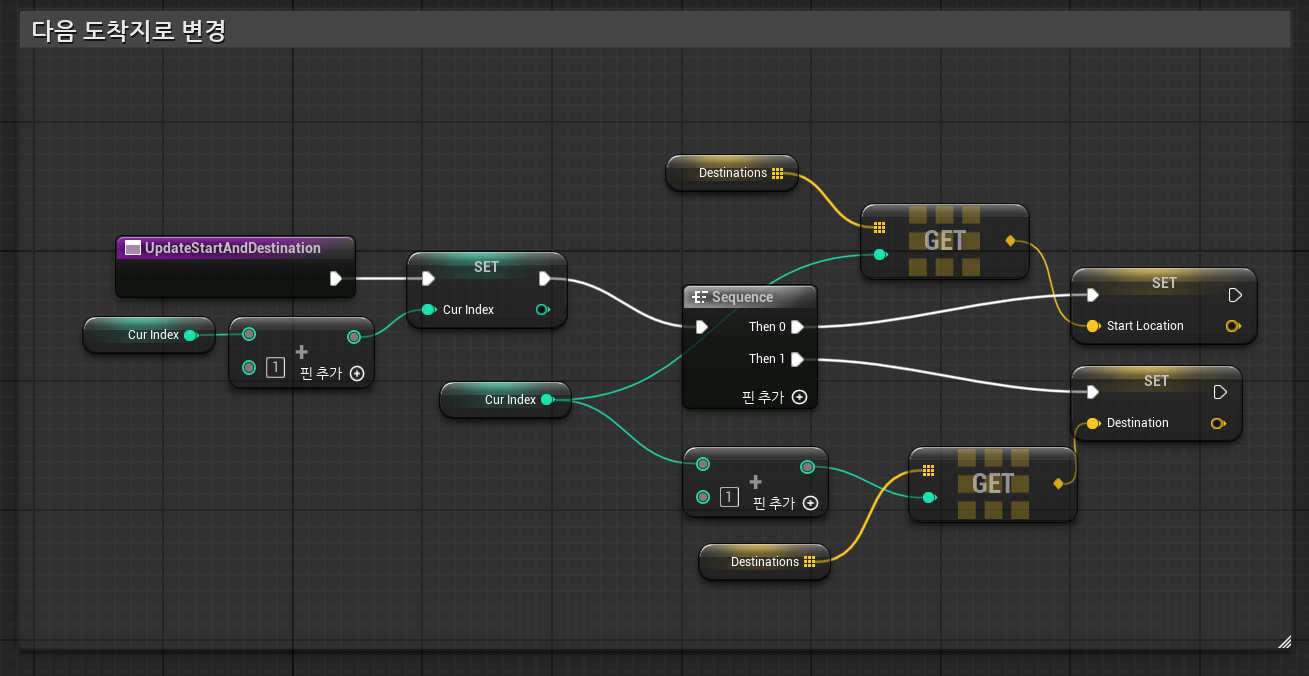 다음 도착지로 변경
Destinations
GET
UpdateStartAndDestination
SET
Cur Index
Cur Index
1
+
핀 추가
Sequence
Then 0
Then 1
핀 추가
SET
Start Location
Cur Index
SET
Destination
1
+
핀 추가
GET
Destinations